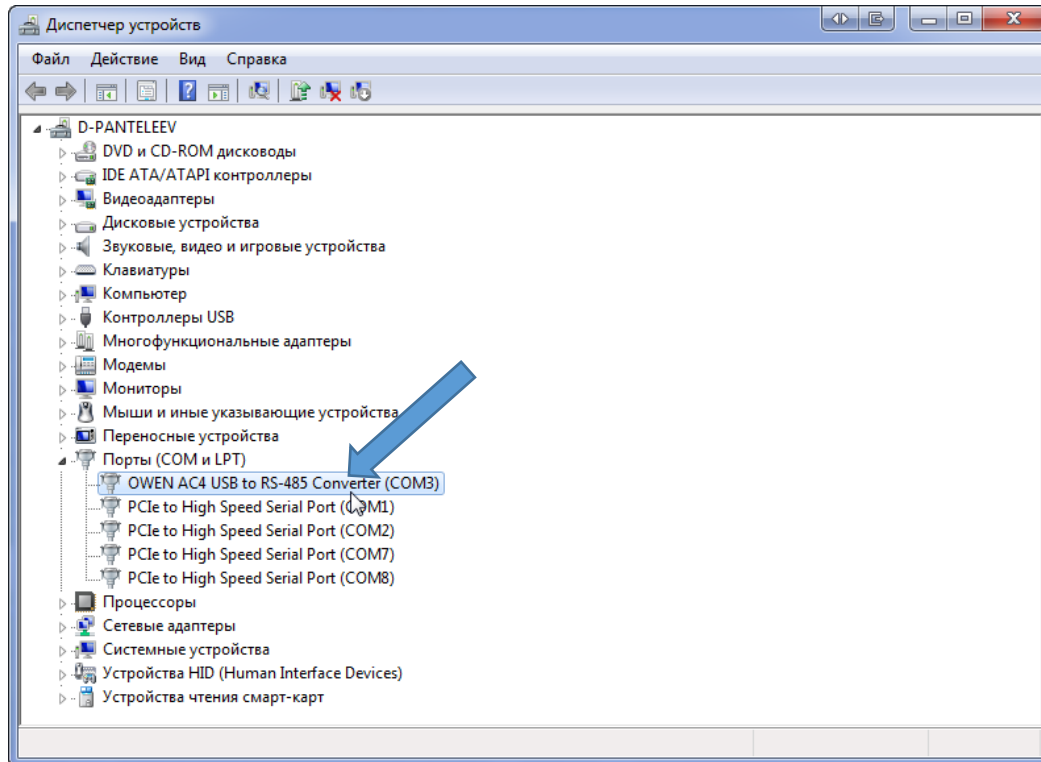 Диспетчер устройств
Файл Действие Вид Справка
D-PANTELEEV
DVD и CD-ROM дисководы
IDE ATA/ATAPI контроллеры
Видеоадаптеры
Дисковые устройства
Звуковые, видео и игровые устройства
Клавиатуры
Компьютер
Контроллеры USB
Многофункциональные адаптеры
Модемы
Мониторы
Мыши и иные указывающие устройства
Переносные устройства
Порты (COM и LPT)
OWEN AC4 USB to RS-485 Converter (COM3)
PCIe to High Speed Serial Port (COM1)
PCIe to High Speed Serial Port (COM2)
PCIe to High Speed Serial Port (COM7)
PCIe to High Speed Serial Port (COM8)
Процессоры
Сетевые адаптеры
Системные устройства
Устройства HID (Human Interface Devices)
Устройства чтения смарт-карт